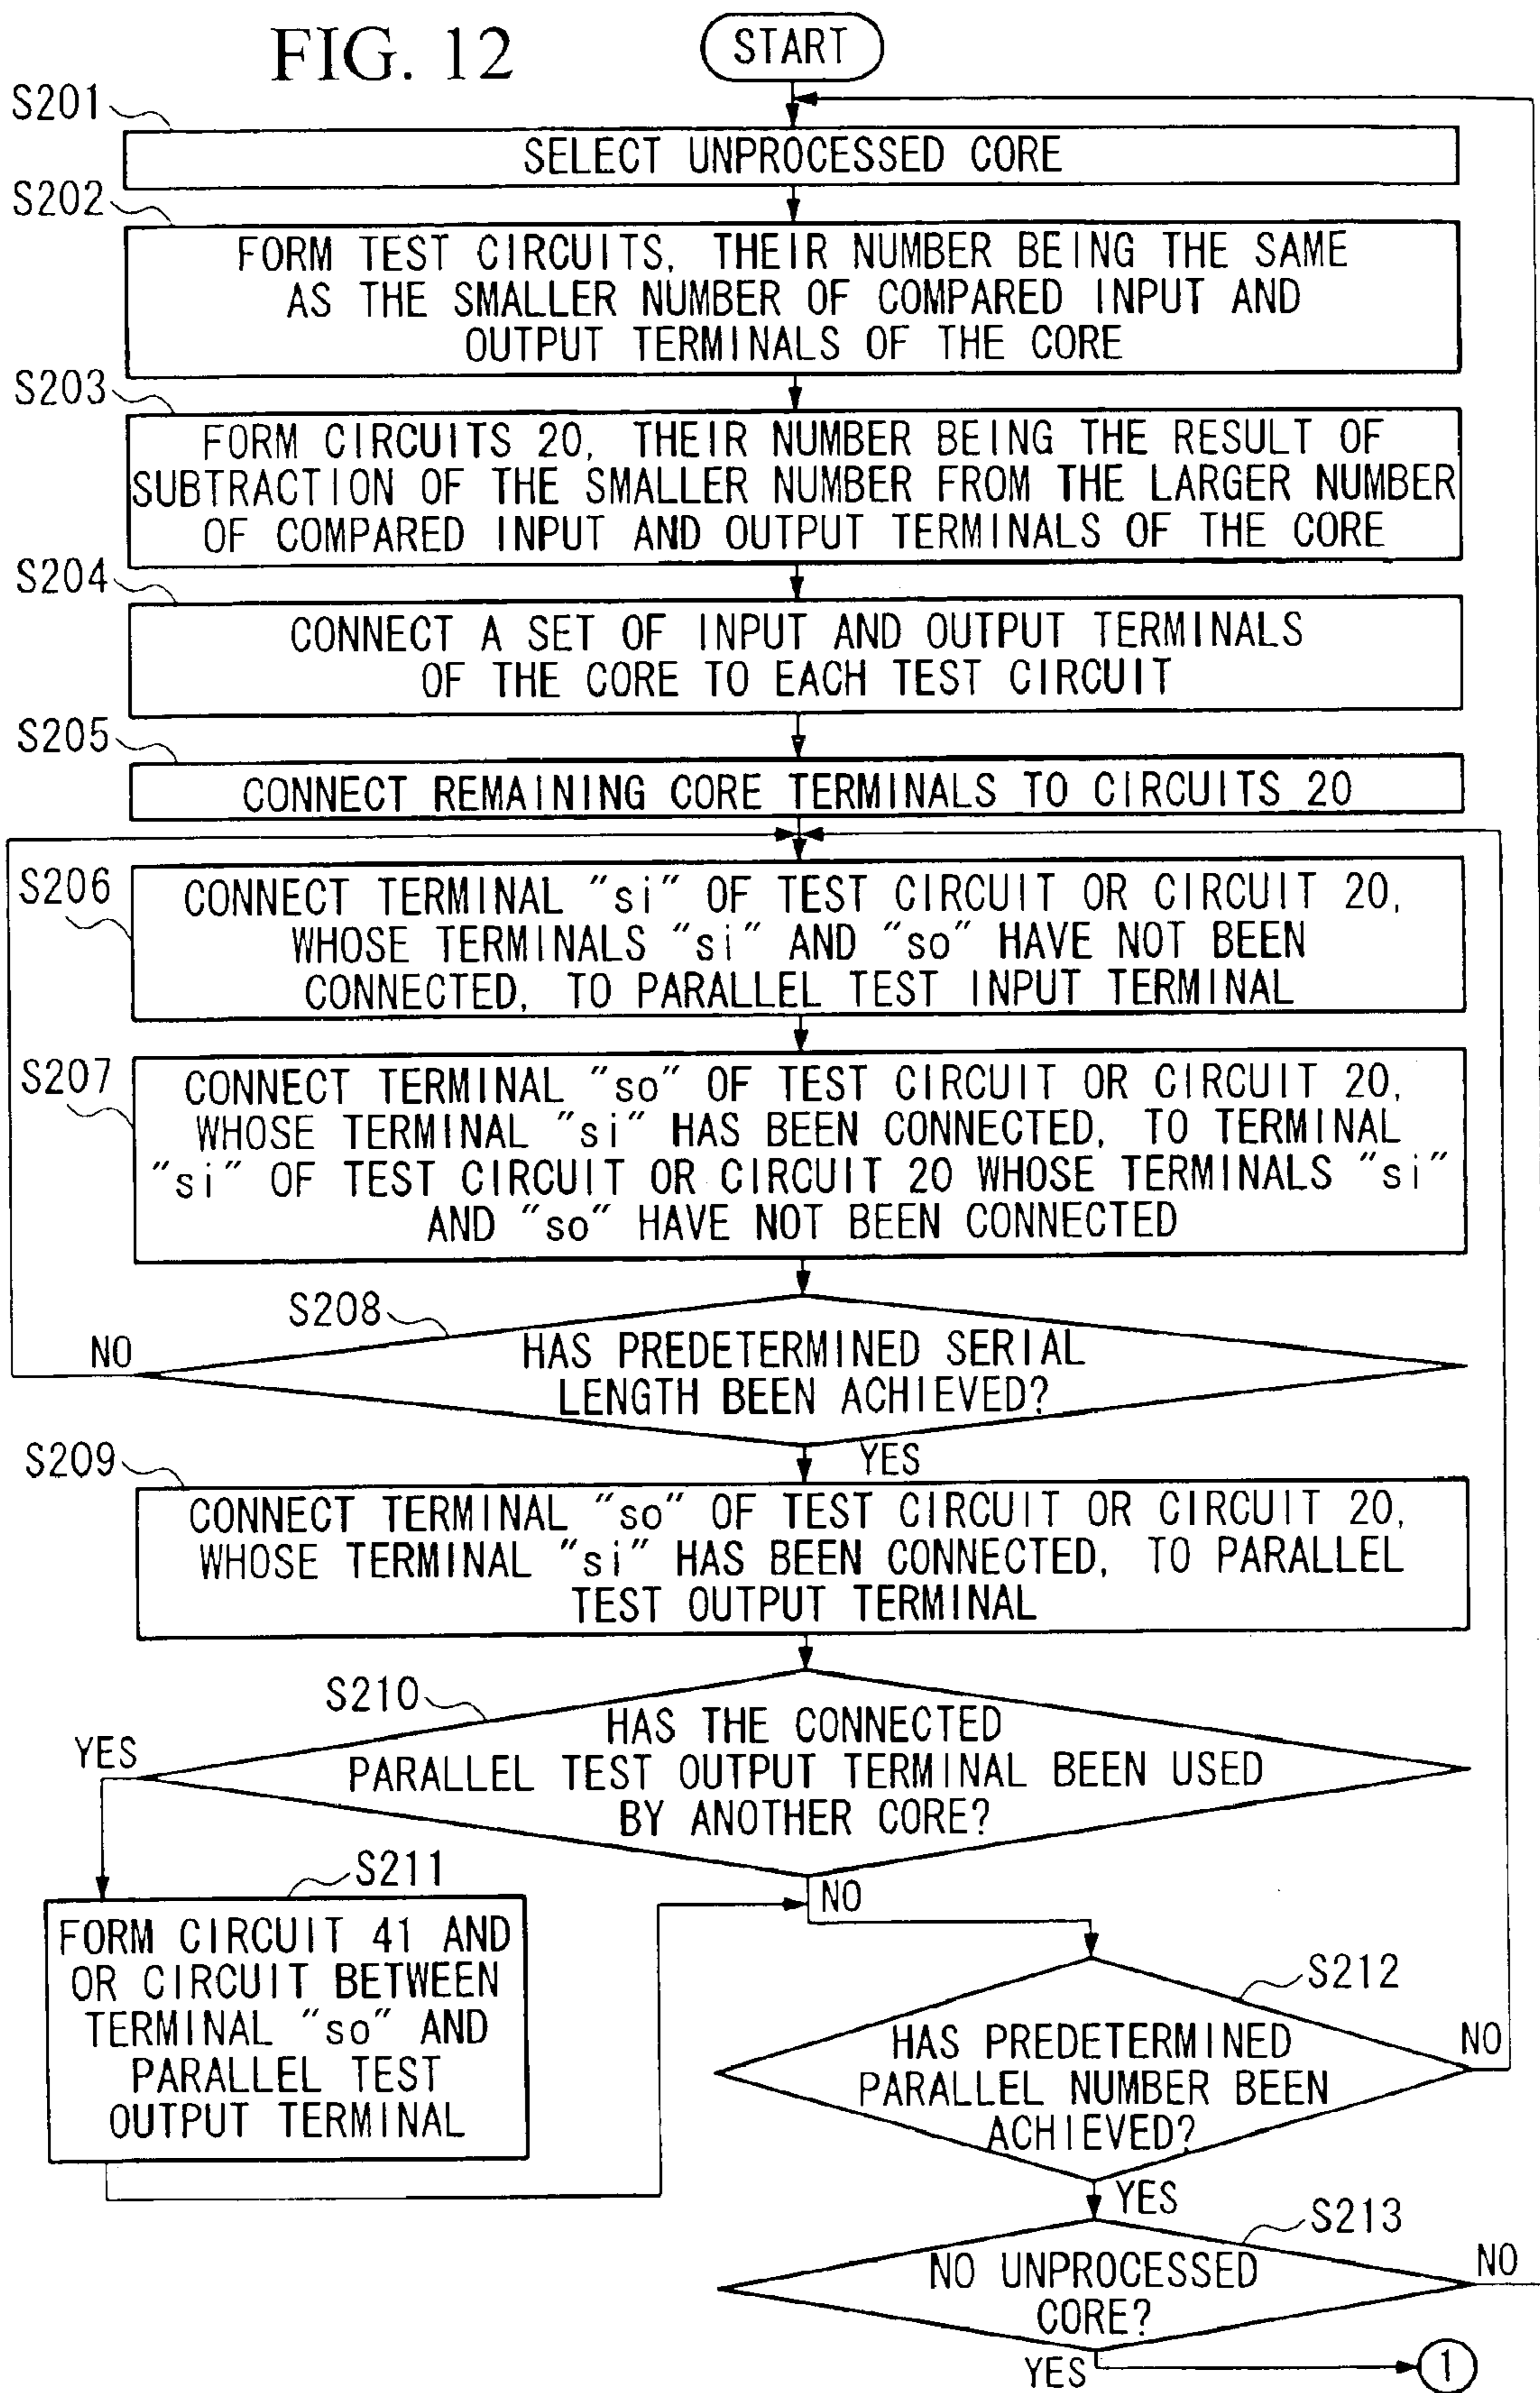 FIG. 12
START
S201
SELECT UNPROCESSED CORE
S202
FORM TEST CIRCUITS, THEIR NUMBER BEING THE SAME
AS THE SMALLER NUMBER OF COMPARED INPUT AND
OUTPUT TERMINALS OF THE CORE
S203
FORM CIRCUITS 20, THEIR NUMBER BEING THE RESULT OF
SUBTRACTION OF THE SMALLER NUMBER FROM THE LARGER NUMBER
OF COMPARED INPUT AND OUTPUT TERMINALS OF THE CORE
S204
CONNECT A SET OF INPUT AND OUTPUT TERMINALS
OF THE CORE TO EACH TEST CIRCUIT
S205
CONNECT REMAINING CORE TERMINALS TO CIRCUITS 20
S206
CONNECT TERMINAL "si" OF TEST CIRCUIT OR CIRCUIT 20,
WHOSE TERMINALS "si" AND "so" HAVE NOT BEEN
CONNECTED, TO PARALLEL TEST INPUT TERMINAL
S207
CONNECT TERMINAL "so" OF TEST CIRCUIT OR CIRCUIT 20,
WHOSE TERMINAL "si" HAS BEEN CONNECTED, TO TERMINAL
"si" OF TEST CIRCUIT OR CIRCUIT 20 WHOSE TERMINALS "si"
AND "so" HAVE NOT BEEN CONNECTED
S208
NO
HAS PREDETERMINED SERIAL
LENGTH BEEN ACHIEVED?
YES
S209
CONNECT TERMINAL "so" OF TEST CIRCUIT OR CIRCUIT 20,
WHOSE TERMINAL "si" HAS BEEN CONNECTED, TO PARALLEL
TEST OUTPUT TERMINAL
S210
YES
HAS THE CONNECTED
PARALLEL TEST OUTPUT TERMINAL BEEN USED
BY ANOTHER CORE?
NO
S211
FORM CIRCUIT 41 AND
OR CIRCUIT BETWEEN
TERMINAL "so" AND
PARALLEL TEST
OUTPUT TERMINAL
S212
HAS PREDETERMINED
PARALLEL NUMBER BEEN
ACHIEVED?
NO
YES
S213
NO UNPROCESSED
CORE?
NO
YES
1